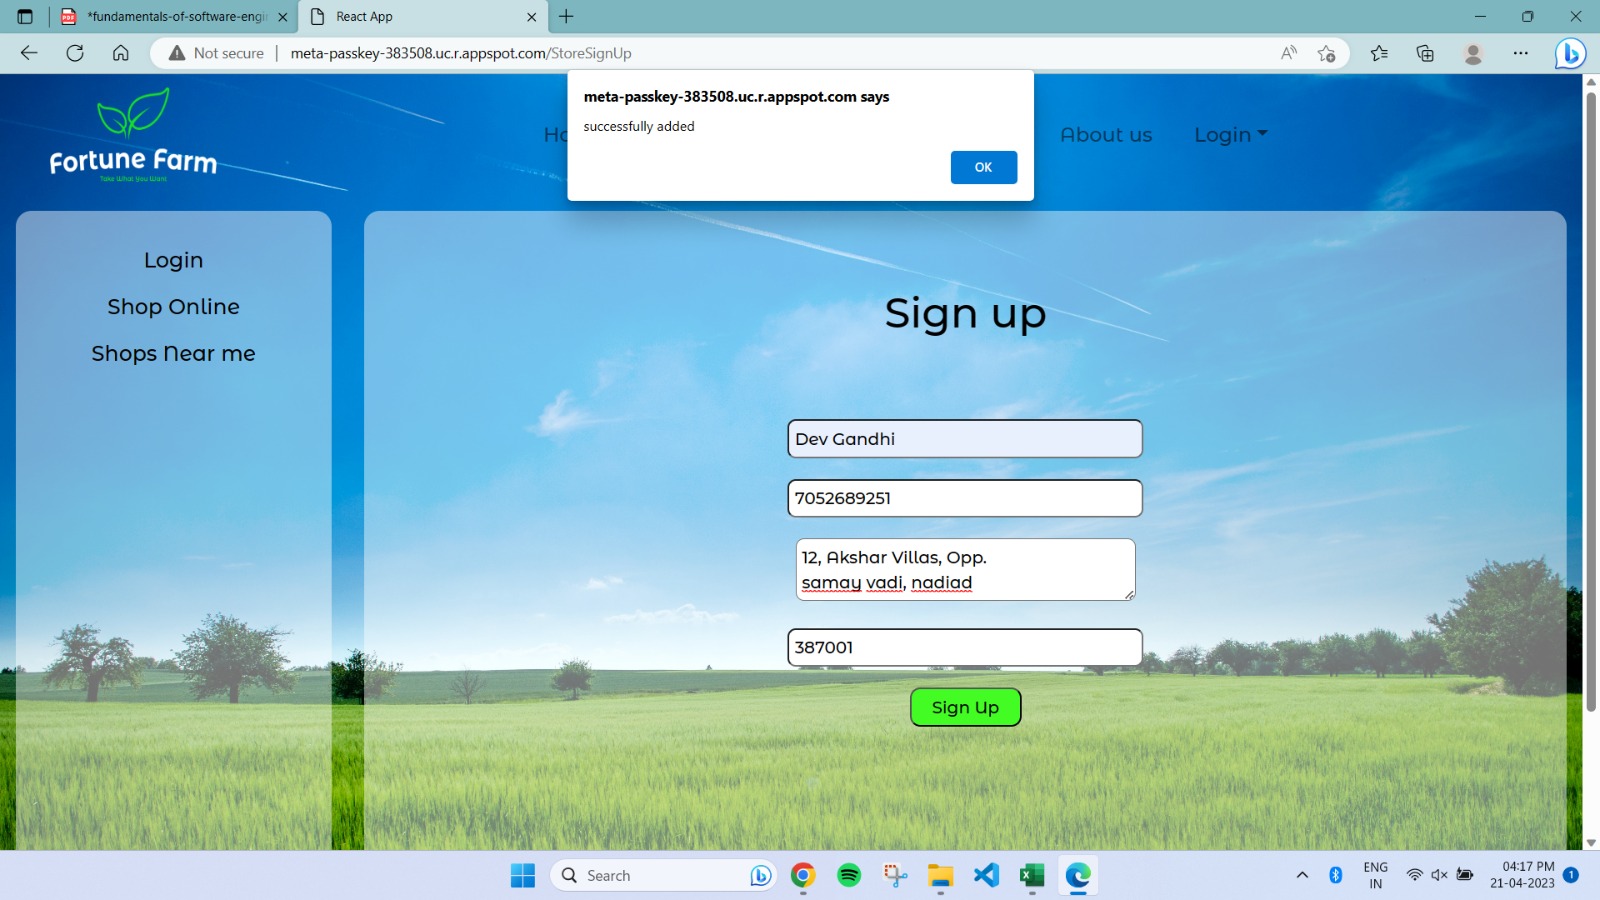 *fundamentals-of-software-engi
React App
Not secure
meta-passkey-383508.uc.r.appspot.com/StoreSignUp
meta-passkey-383508.uc.r.appspot.com says
successfully added
OK
Ho
About us
Login
Fortune Farm
Take What You Want
Login
Shop Online
Shops Near me
Sign up
Dev Gandhi
7052689251
12, Akshar Villas, Opp.
samay vadi, nadiad
387001
Sign Up
Search
ENG
IN
04:17 PM
21-04-2023
1